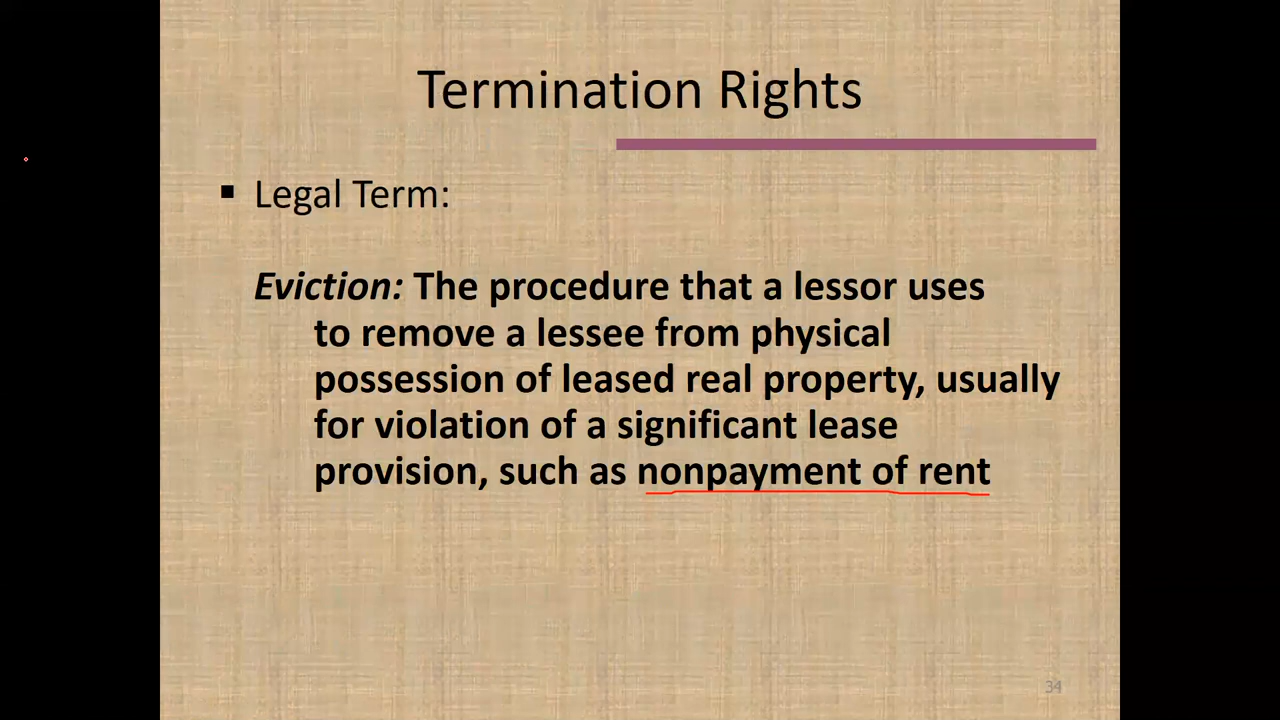 Termination Rights
▪ Legal Term:
Eviction: The procedure that a lessor uses
to remove a lessee from physical
possession of leased real property, usually
for violation of a significant lease
provision, such as nonpayment of rent
34